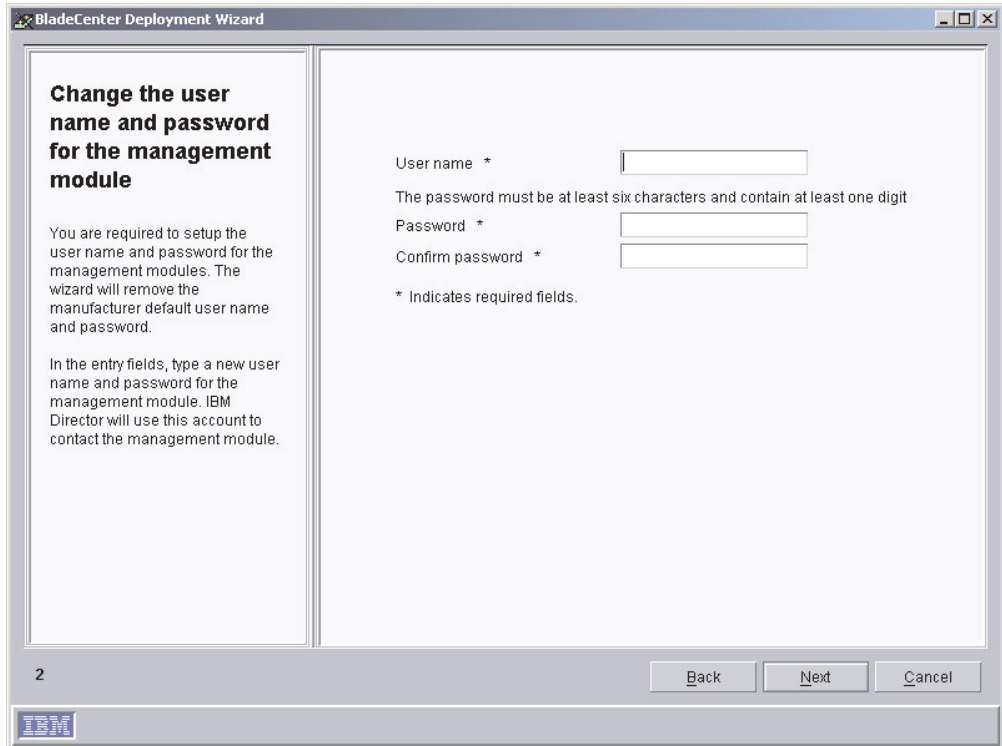 BladeCenter Deployment Wizard
Change the user
name and password
for the management
module
You are required to setup the
user name and password for the
management modules. The
wizard will remove the
manufacturer default user name
and password.
In the entry fields, type a new user
name and password for the
management module. IBM
Director will use this account to
contact the management module.
User name *
The password must be at least six characters and contain at least one digit
Password *
Confirm password *
* Indicates required fields.
2
Back Next Cancel
IBM